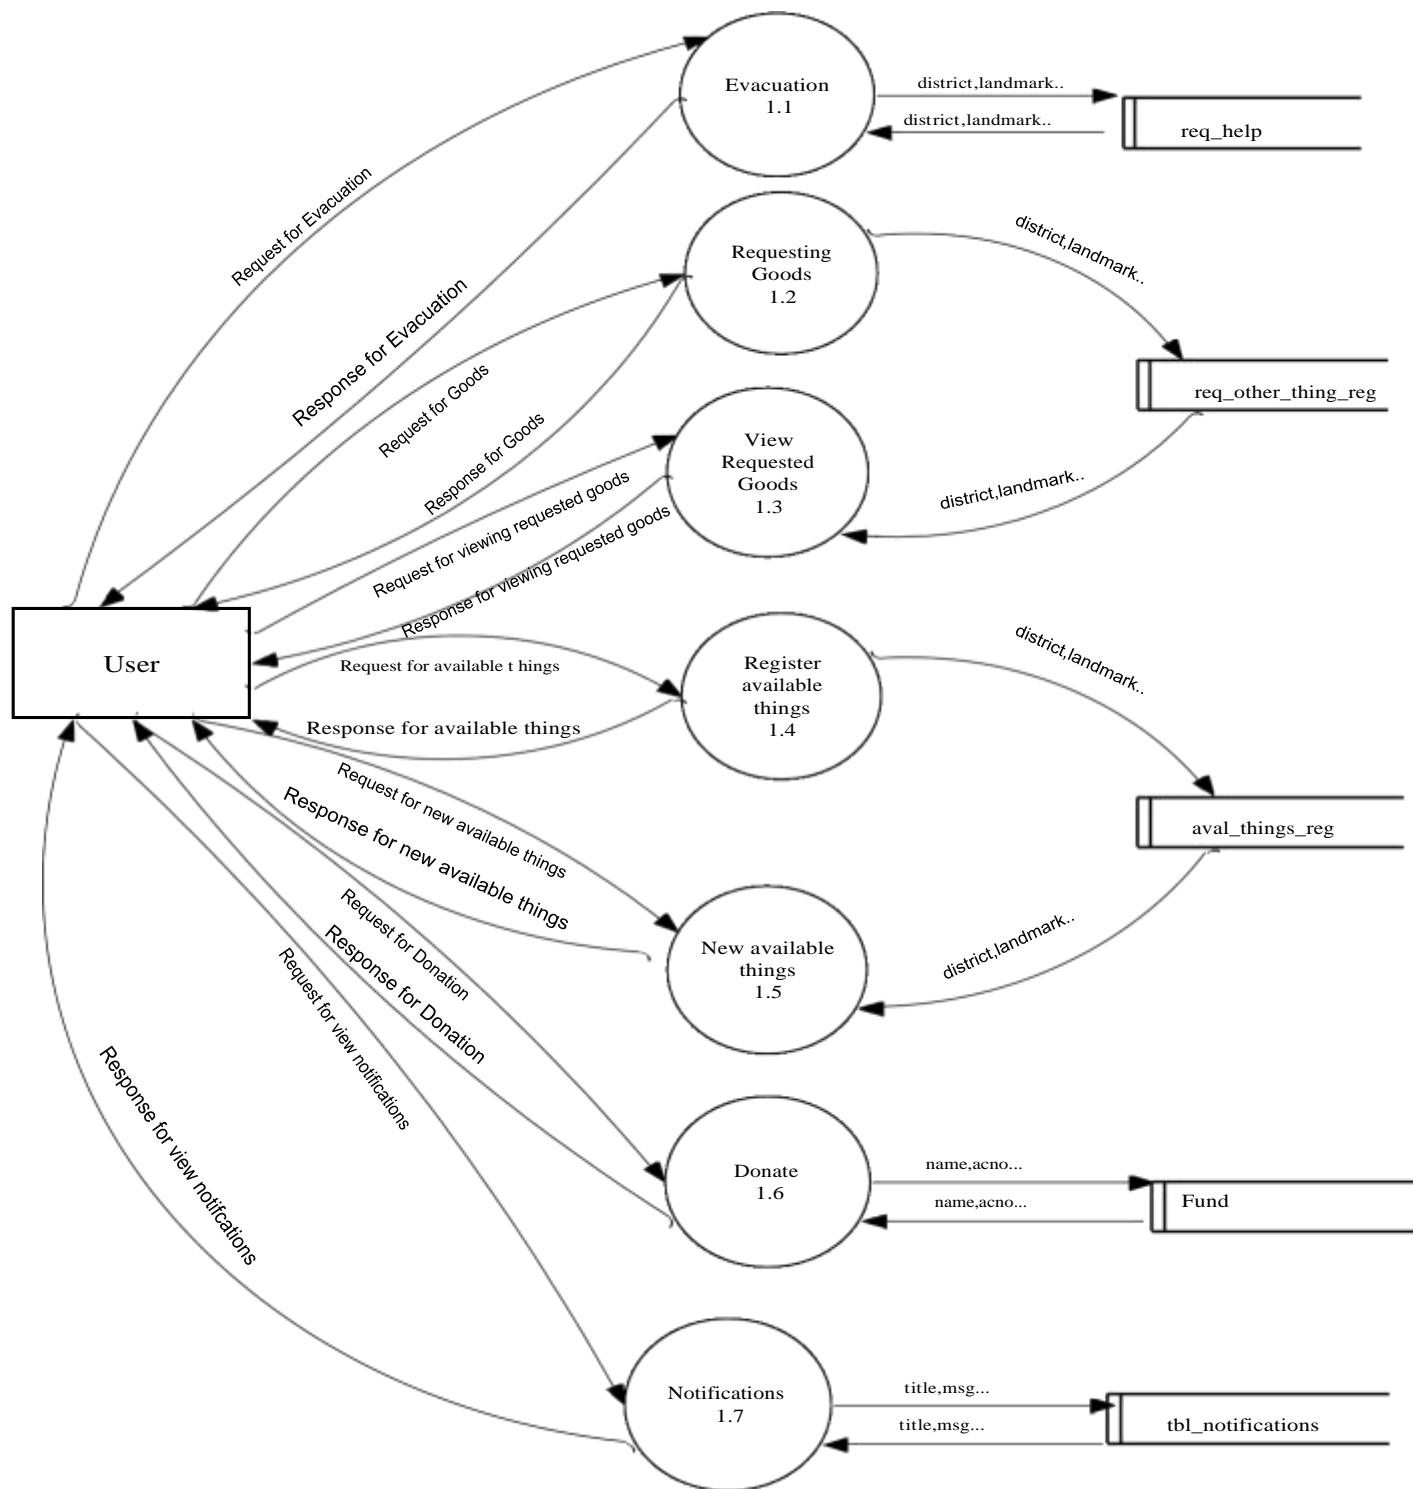 Evacuation
1.1
district,landmark..
district,landmark..
req_help
Request for Evacuation
Response for Evacuation
Requesting
Goods
1.2
district,landmark..
Request for Goods
Response for Goods
req_other_thing_reg
View
Requested
Goods
1.3
district,landmark..
Request for viewing requested goods
Response for viewing requested goods
User
Request for available t hings
Response for available things
Register
available
things
1.4
district,landmark..
Request for new available things
Response for new available things
aval_things_reg
New available
things
1.5
district,landmark..
Request for Donation
Response for Donation
Request for view notifications
Response for view notifcations
Donate
1.6
name,acno...
name,acno...
Fund
Notifications
1.7
title,msg...
title,msg...
tbl_notifications